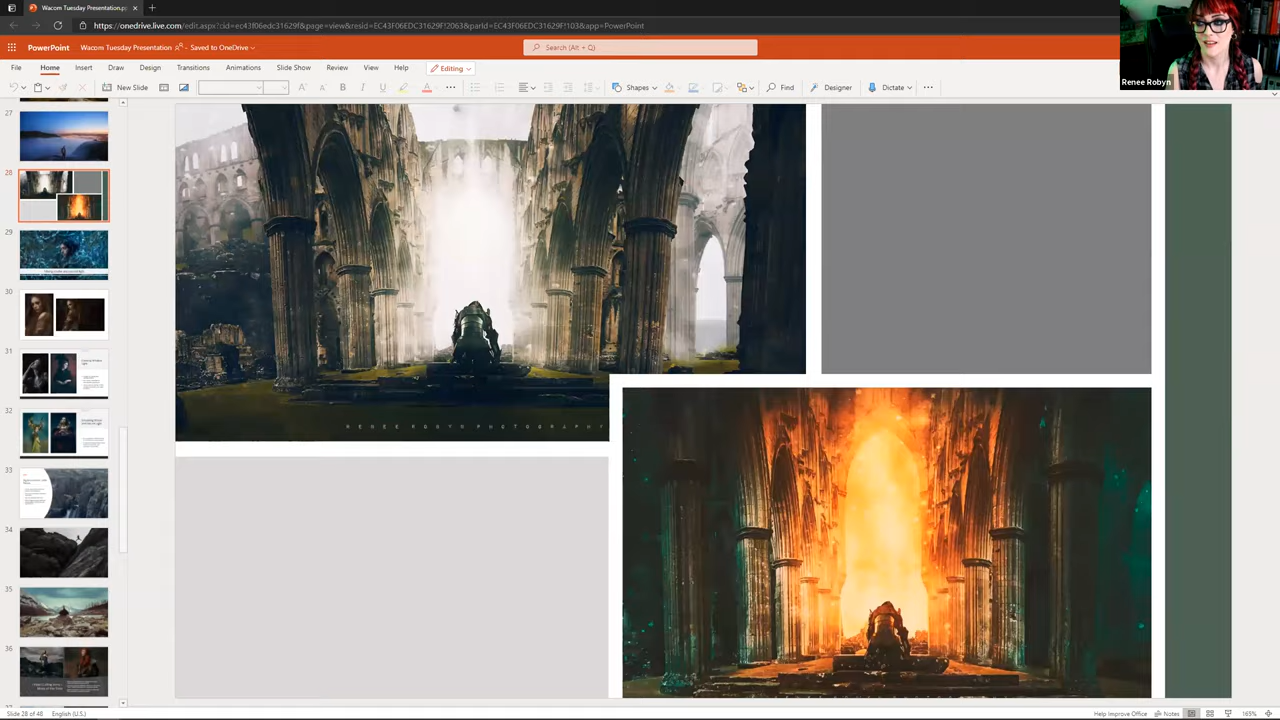 Wacom Tuesday Presentation.p
https://onedrive.live.com/edit.aspx?cid=ec43f06edc31629f&page=view&resid=EC43F06EDC31629F!2063&parId=EC43F06EDC31629F!103&app=PowerPoint
PowerPoint
Wacom Tuesday Presentation - Saved to OneDrive
Search (Alt + Q)
Renee Robyn
File Home Insert Draw Design Transitions Animations Slide Show Review View Help Editing
New Slide
Shapes
Find
Designer
Dictate
27
28
29
30
31
32
33
34
35
36
RENEE ROBYN PHOTOGRAPHY
Slide 28 of 48
English (U.S.)
Help Improve Office
Notes
165%